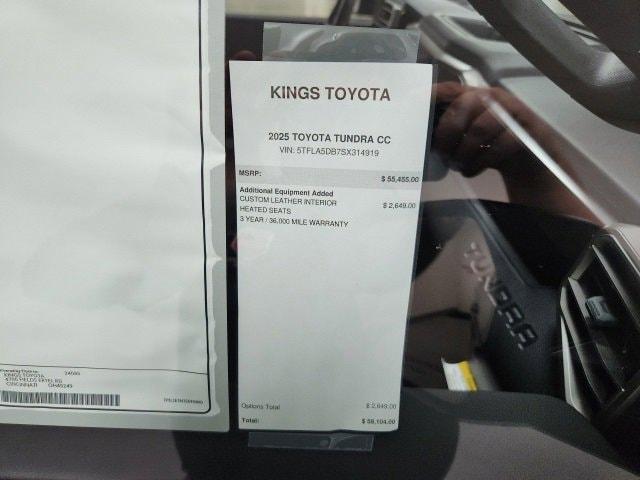 KINGS TOYOTA
2025 TOYOTA TUNDRA CC
VIN: 5TFLA5DB7SX314919
MSRP: $ 55,455.00
Additional Equipment Added
CUSTOM LEATHER INTERIOR $ 2,649.00
HEATED SEATS
3 YEAR / 36,000 MILE WARRANTY
Options Total $ 2,649.00
Total: $ 58,104.00
TUNDRA
KINGS TOYOTA
CINCINNATI OH45249